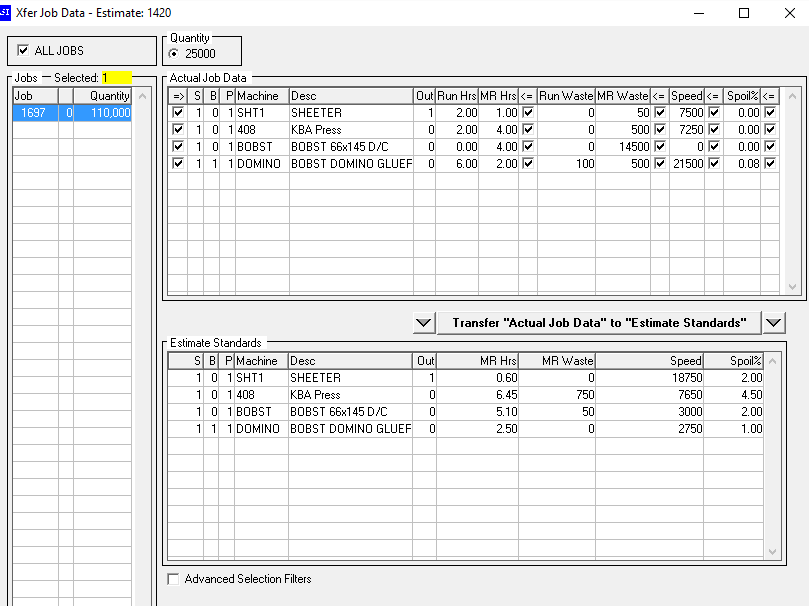 LSI Xfer Job Data - Estimate: 1420
ALL JOBS
Quantity
25000
Jobs — Selected: 1
Job Quantity
1697 0 110,000
Actual Job Data
=> S B P Machine Desc Out Run Hrs MR Hrs <= Run Waste MR Waste <= Speed <= Spoil% <=
1 0 1 SHT1 SHEETER 1 2.00 1.00 0 50 7500 0.00
1 0 1 408 KBA Press 0 2.00 4.00 0 500 7250 0.00
1 0 1 BOBST BOBST 66x145 D/C 0 0.00 4.00 0 14500 0 0.00
1 1 1 DOMINO BOBST DOMINO GLUEF 0 6.00 2.00 100 500 21500 0.08
Transfer "Actual Job Data" to "Estimate Standards"
Estimate Standards
S B P Machine Desc Out MR Hrs MR Waste Speed Spoil%
1 0 1 SHT1 SHEETER 1 0.60 0 18750 2.00
1 0 1 408 KBA Press 0 6.45 750 7650 4.50
1 0 1 BOBST BOBST 66x145 D/C 0 5.10 50 3000 2.00
1 1 1 DOMINO BOBST DOMINO GLUEF 0 2.50 0 2750 1.00
Advanced Selection Filters